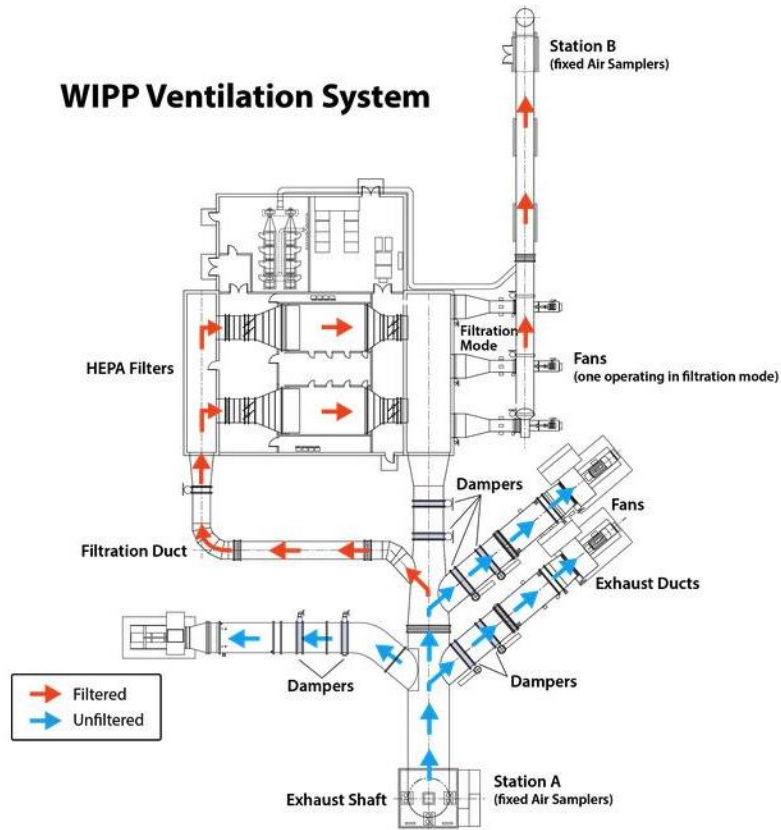 Station B
(fixed Air Samplers)
WIPP Ventilation System
Filtration
Mode
HEPA Filters
Fans
(one operating in filtration mode)
Dampers
Fans
Filtration Duct
Exhaust Ducts
Dampers
Dampers
Filtered
Unfiltered
Exhaust Shaft
Station A
(fixed Air Samplers)